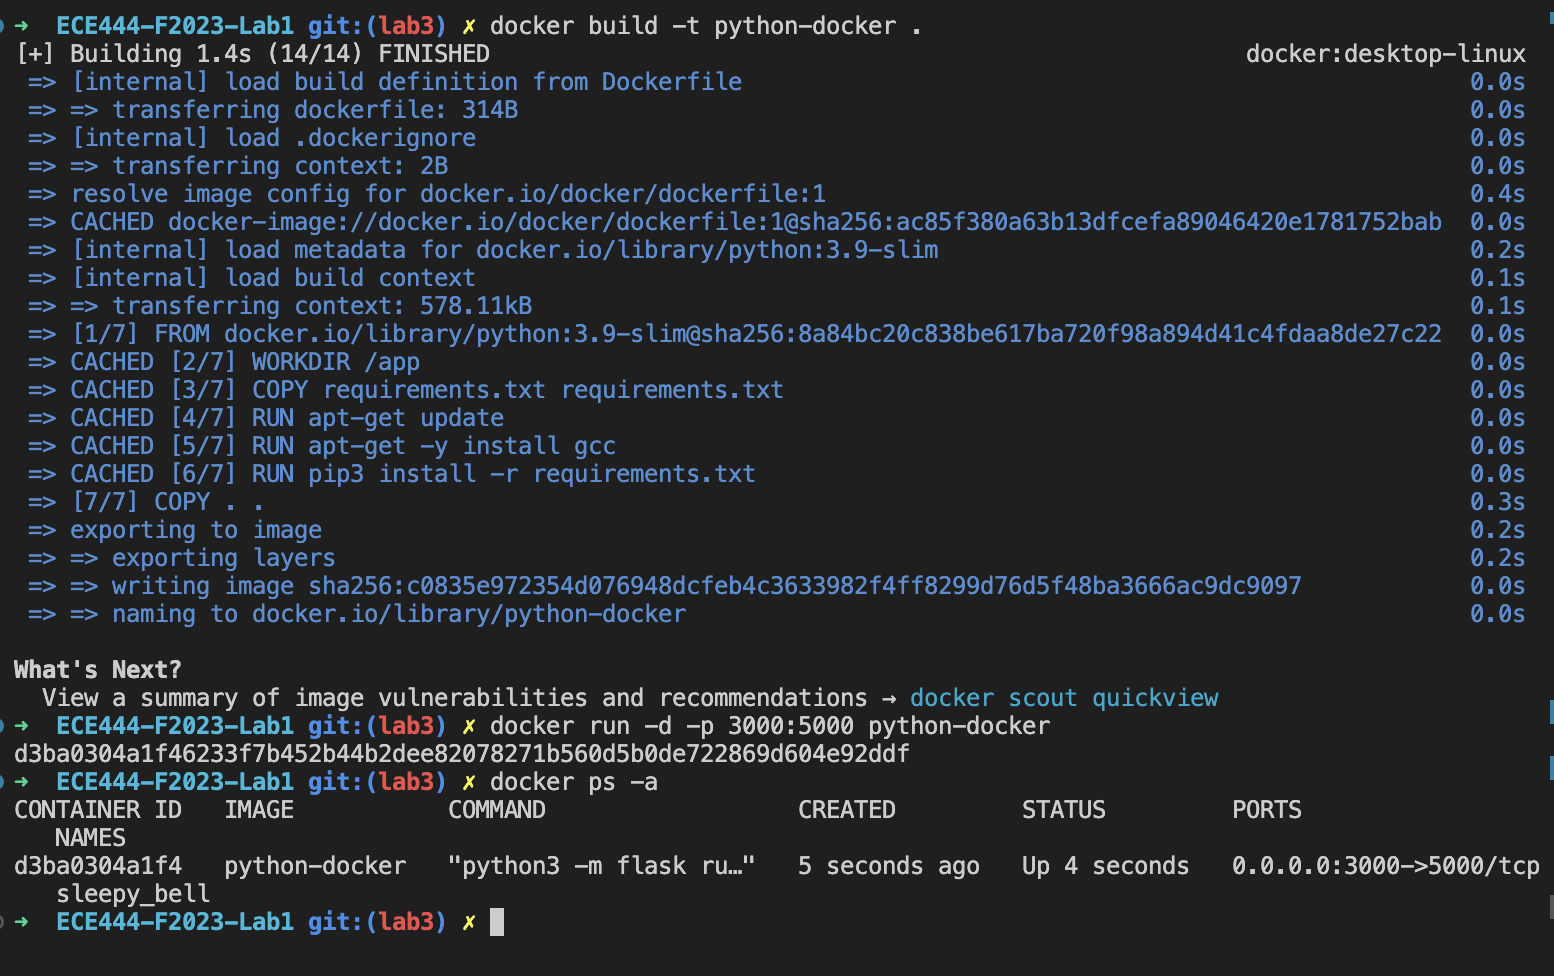 ➜  ECE444-F2023-Lab1 git:(lab3) ✗ docker build -t python-docker .
[+] Building 1.4s (14/14) FINISHED docker:desktop-linux
=> [internal] load build definition from Dockerfile 0.0s
=> => transferring dockerfile: 314B 0.0s
=> [internal] load .dockerignore 0.0s
=> => transferring context: 2B 0.0s
=> resolve image config for docker.io/docker/dockerfile:1 0.4s
=> CACHED docker-image://docker.io/docker/dockerfile:1@sha256:ac85f380a63b13dfcefa89046420e1781752bab 0.0s
=> [internal] load metadata for docker.io/library/python:3.9-slim 0.2s
=> [internal] load build context 0.1s
=> => transferring context: 578.11kB 0.1s
=> [1/7] FROM docker.io/library/python:3.9-slim@sha256:8a84bc20c838be617ba720f98a894d41c4fdaa8de27c22 0.0s
=> CACHED [2/7] WORKDIR /app 0.0s
=> CACHED [3/7] COPY requirements.txt requirements.txt 0.0s
=> CACHED [4/7] RUN apt-get update 0.0s
=> CACHED [5/7] RUN apt-get -y install gcc 0.0s
=> CACHED [6/7] RUN pip3 install -r requirements.txt 0.0s
=> [7/7] COPY . . 0.3s
=> exporting to image 0.2s
=> => exporting layers 0.2s
=> => writing image sha256:c0835e972354d076948dcfeb4c3633982f4ff8299d76d5f48ba3666ac9dc9097 0.0s
=> => naming to docker.io/library/python-docker 0.0s
What's Next?
View a summary of image vulnerabilities and recommendations → docker scout quickview
➜  ECE444-F2023-Lab1 git:(lab3) ✗ docker run -d -p 3000:5000 python-docker
d3ba0304a1f46233f7b452b44b2dee82078271b560d5b0de722869d604e92ddf
➜  ECE444-F2023-Lab1 git:(lab3) ✗ docker ps -a
CONTAINER ID   IMAGE   COMMAND   CREATED   STATUS   PORTS
NAMES
d3ba0304a1f4   python-docker   "python3 -m flask ru…"   5 seconds ago   Up 4 seconds   0.0.0.0:3000->5000/tcp
sleepy_bell
➜  ECE444-F2023-Lab1 git:(lab3) ✗